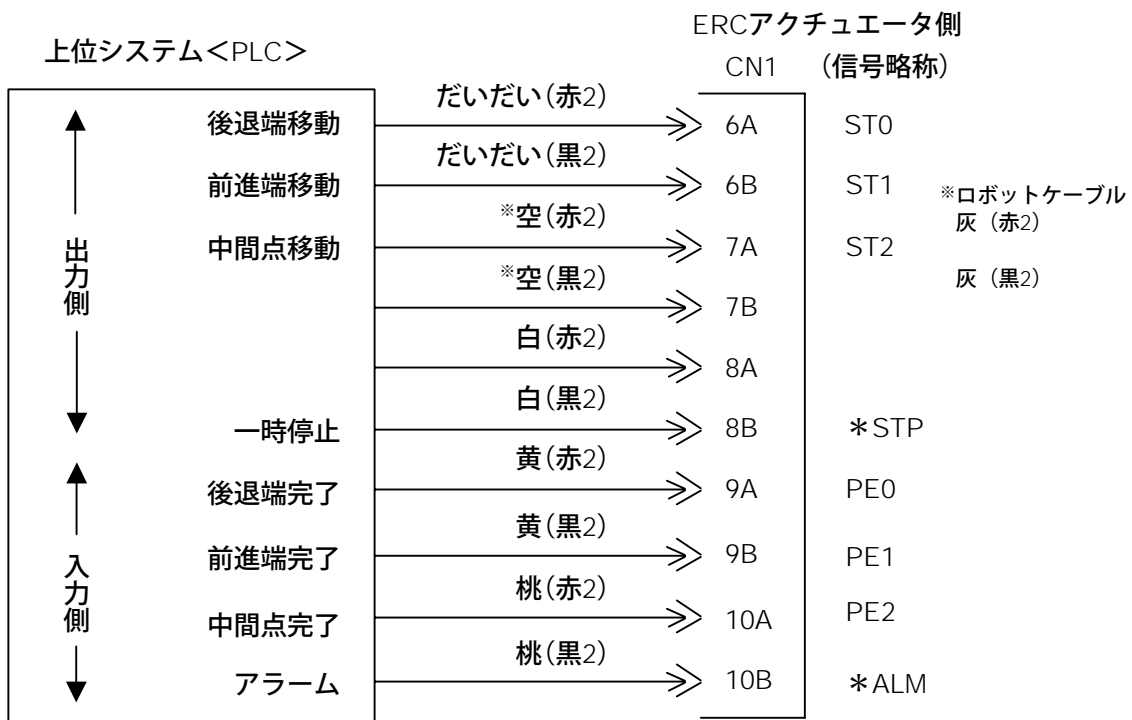 ERCアクチュエータ側
上位システム<PLC>
CN1 (信号略称)
だいだい(赤2)
後退端移動 6A ST0
だいだい(黒2)
前進端移動 6B ST1 ※ロボットケーブル
※空(赤2) 灰(赤2)
中間点移動 7A ST2
※空(黒2) 灰(黒2)
出力側
7B
白(赤2)
8A
白(黒2)
一時停止 8B *STP
黄(赤2)
後退端完了 9A PE0
黄(黒2)
前進端完了 9B PE1
入力側
桃(赤2)
中間点完了 10A PE2
桃(黒2)
アラーム 10B *ALM